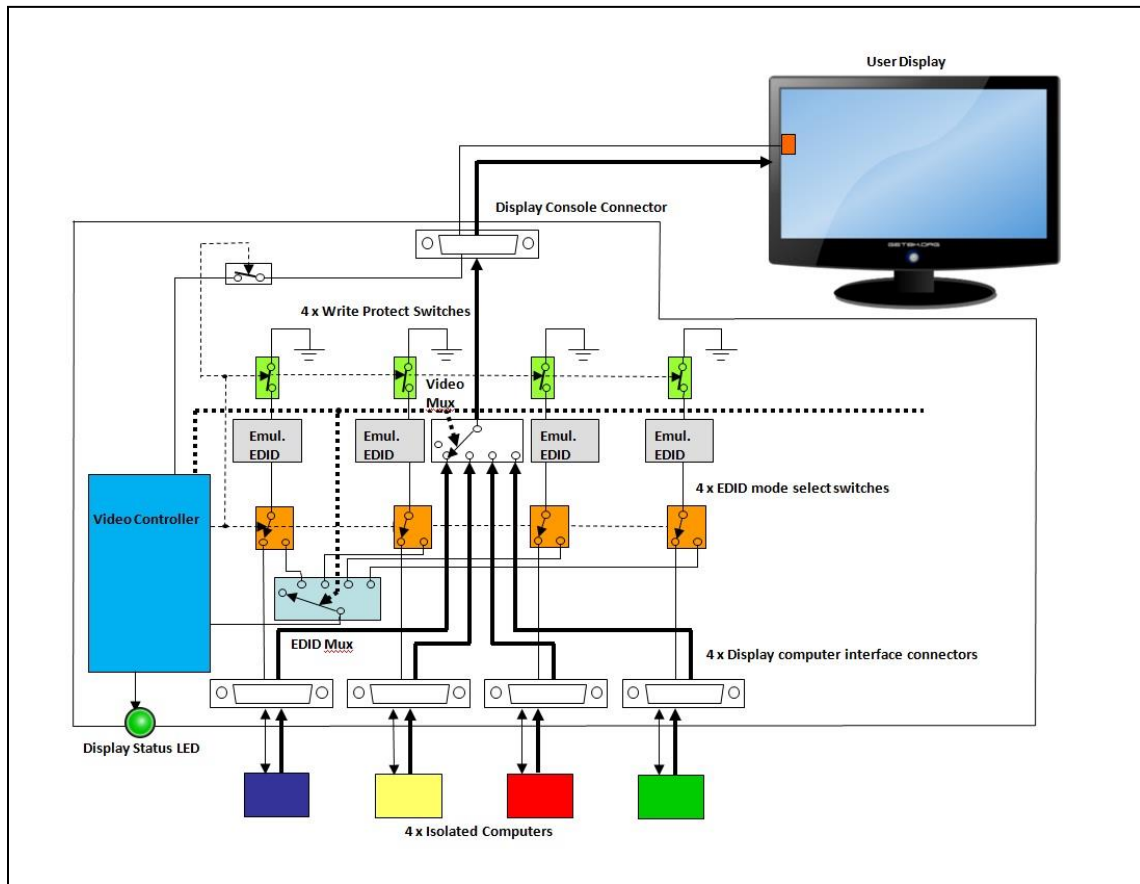 User Display
Display Console Connector
GETEK.ORG
4 x Write Protect Switches
Video
Mux
Emul.
EDID
Emul.
EDID
Emul.
EDID
Emul.
EDID
4 x EDID mode select switches
Video Controller
EDID Mux
4 x Display computer interface connectors
Display Status LED
4 x Isolated Computers